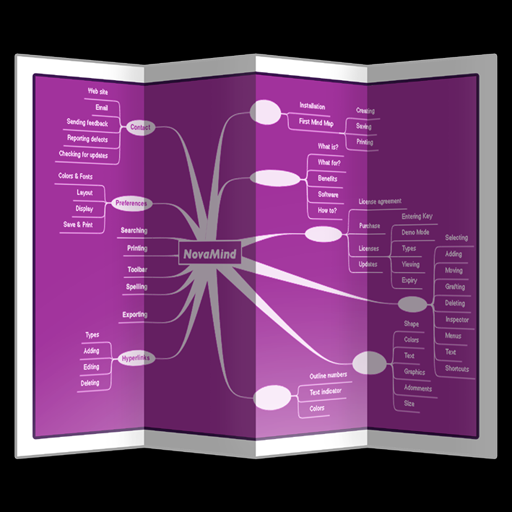 Web site
Email
Sending feedback
Reporting defects
Checking for updates
Contact
Colors & Fonts
Layout
Display
Save & Print
Preferences
Searching
Printing
Toolbar
Spelling
Exporting
Types
Adding
Editing
Deleting
Hyperlinks
NovaMind
Installation
First Mind Map
Creating
Saving
Printing
What is?
What for?
Benefits
Software
How to?
License agreement
Purchase
Licenses
Updates
Entering Key
Demo Mode
Types
Viewing
Expiry
Selecting
Adding
Moving
Grafting
Deleting
Inspector
Menus
Text
Shortcuts
Shape
Colors
Text
Graphics
Adornments
Size
Outline numbers
Text indicator
Colors